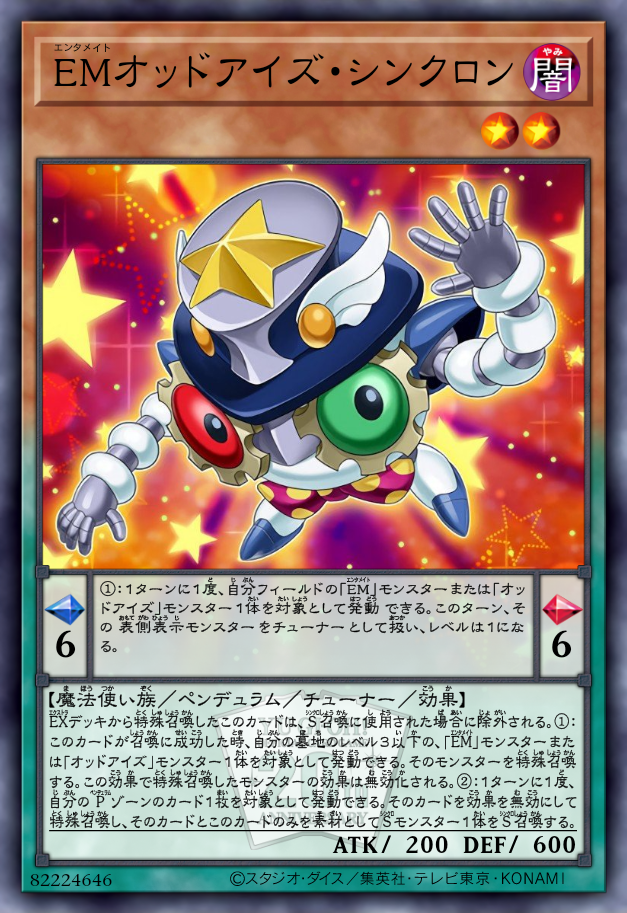 エンタメイト
EMオッドアイズ・シンクロン
やみ
闇
①：1ターンに1度、自分フィールドの「EM」モンスターまたは「オッ
ドアイズ」モンスター1体を対象として発動できる。このターン、そ
の表側表示モンスターをチューナーとして扱い、レベルは1にな
る。
6
6
【魔法使い族／ペンデュラム／チューナー／効果】
EXデッキから特殊召喚したこのカードは、S召喚に使用された場合に除外される。①：
このカードが召喚に成功した時、自分の墓地のレベル3以下の、「EM」モンスターまた
は「オッドアイズ」モンスター1体を対象として発動できる。そのモンスターを特殊召喚
する。この効果で特殊召喚したモンスターの効果は無効化される。②：1ターンに1度、
自分のPゾーンのカード1枚を対象として発動できる。そのカードを効果を無効にして
特殊召喚し、そのカードとこのカードのみを素材としてSモンスター1体をS召喚する。
ATK/ 200 DEF/ 600
82224646
©スタジオ・ダイス／集英社・テレビ東京・KONAMI